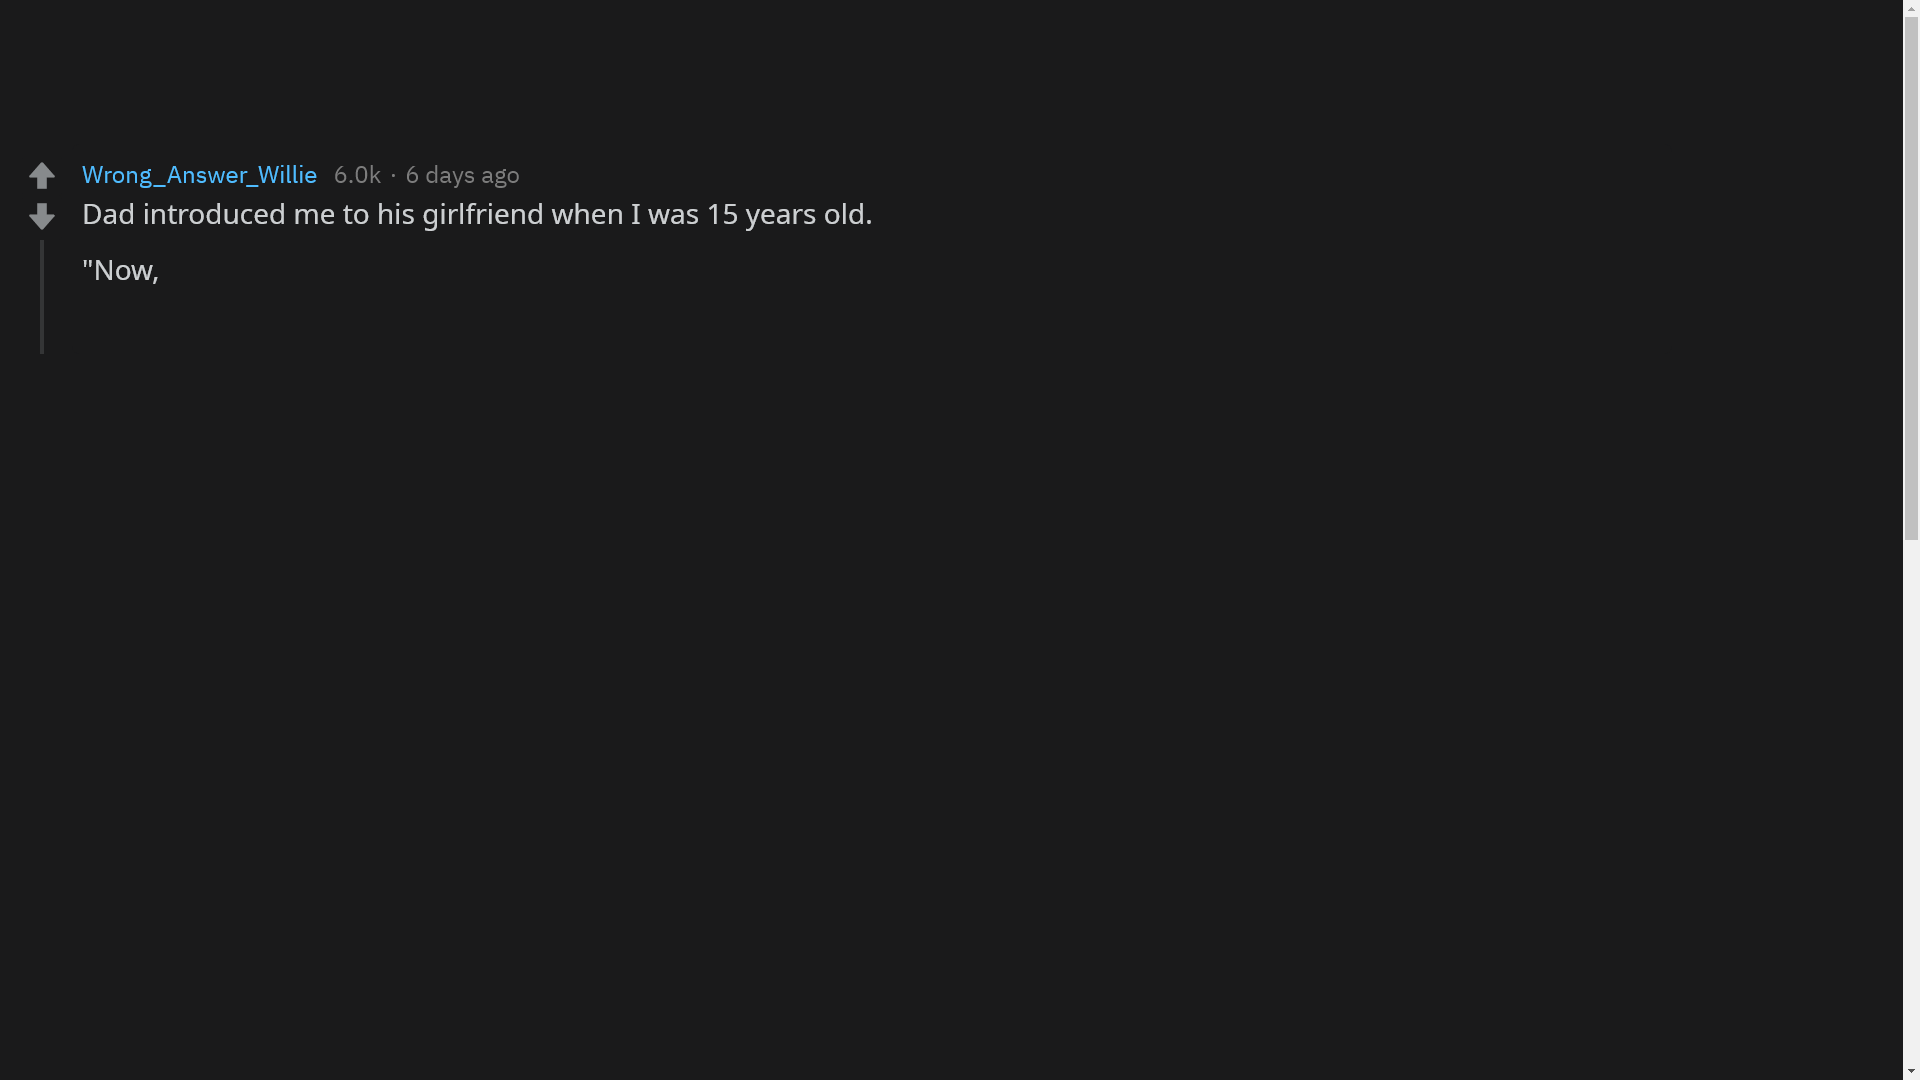 Wrong_Answer_Willie 6.0k · 6 days ago
Dad introduced me to his girlfriend when I was 15 years old.
"Now,